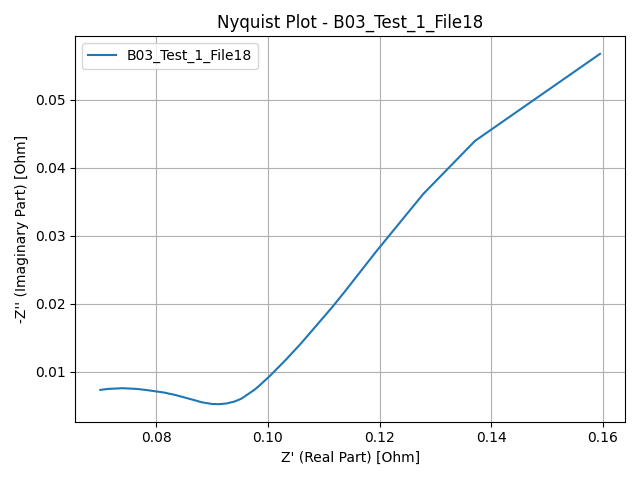 Nyquist Plot - B03_Test_1_File18
B03_Test_1_File18
-Z'' (Imaginary Part) [Ohm]
0.05
0.04
0.03
0.02
0.01
0.08 0.10 0.12 0.14 0.16
Z' (Real Part) [Ohm]